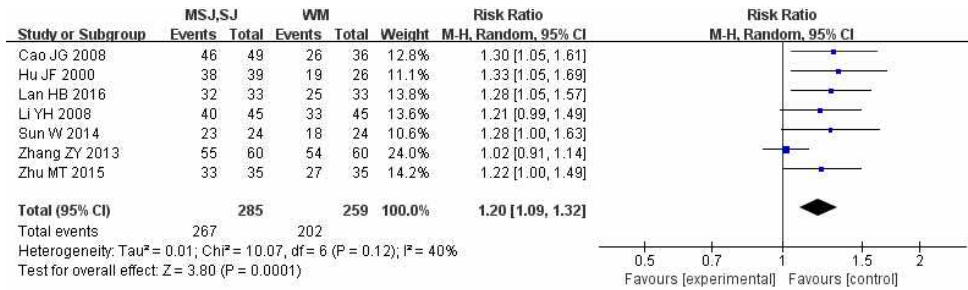 MSJ,SJ WM Risk Ratio Risk Ratio
Study or Subgroup Events Total Events Total Weight M-H, Random, 95% CI M-H, Random, 95% CI
Cao JG 2008 46 49 26 36 12.8% 1.30 [1.05, 1.61]
Hu JF 2000 38 39 19 26 11.1% 1.33 [1.05, 1.69]
Lan HB 2016 32 33 25 33 13.8% 1.28 [1.05, 1.57]
Li YH 2008 40 45 33 45 13.5% 1.21 [0.99, 1.49]
Sun W 2014 23 24 18 24 10.6% 1.28 [1.00, 1.63]
Zhang ZY 2013 55 60 54 60 24.0% 1.02 [0.91, 1.14]
Zhu MT 2015 33 35 27 35 14.2% 1.22 [1.00, 1.49]
Total (95% CI) 285 259 100.0% 1.20 [1.09, 1.32]
Total events 267 202
Heterogeneity: Tau² = 0.01; Chi² = 10.07, df = 6 (P = 0.12); I² = 40%
Test for overall effect: Z = 3.80 (P = 0.0001)
0.5 0.7 1 1.5 2
Favours [experimental] Favours [control]